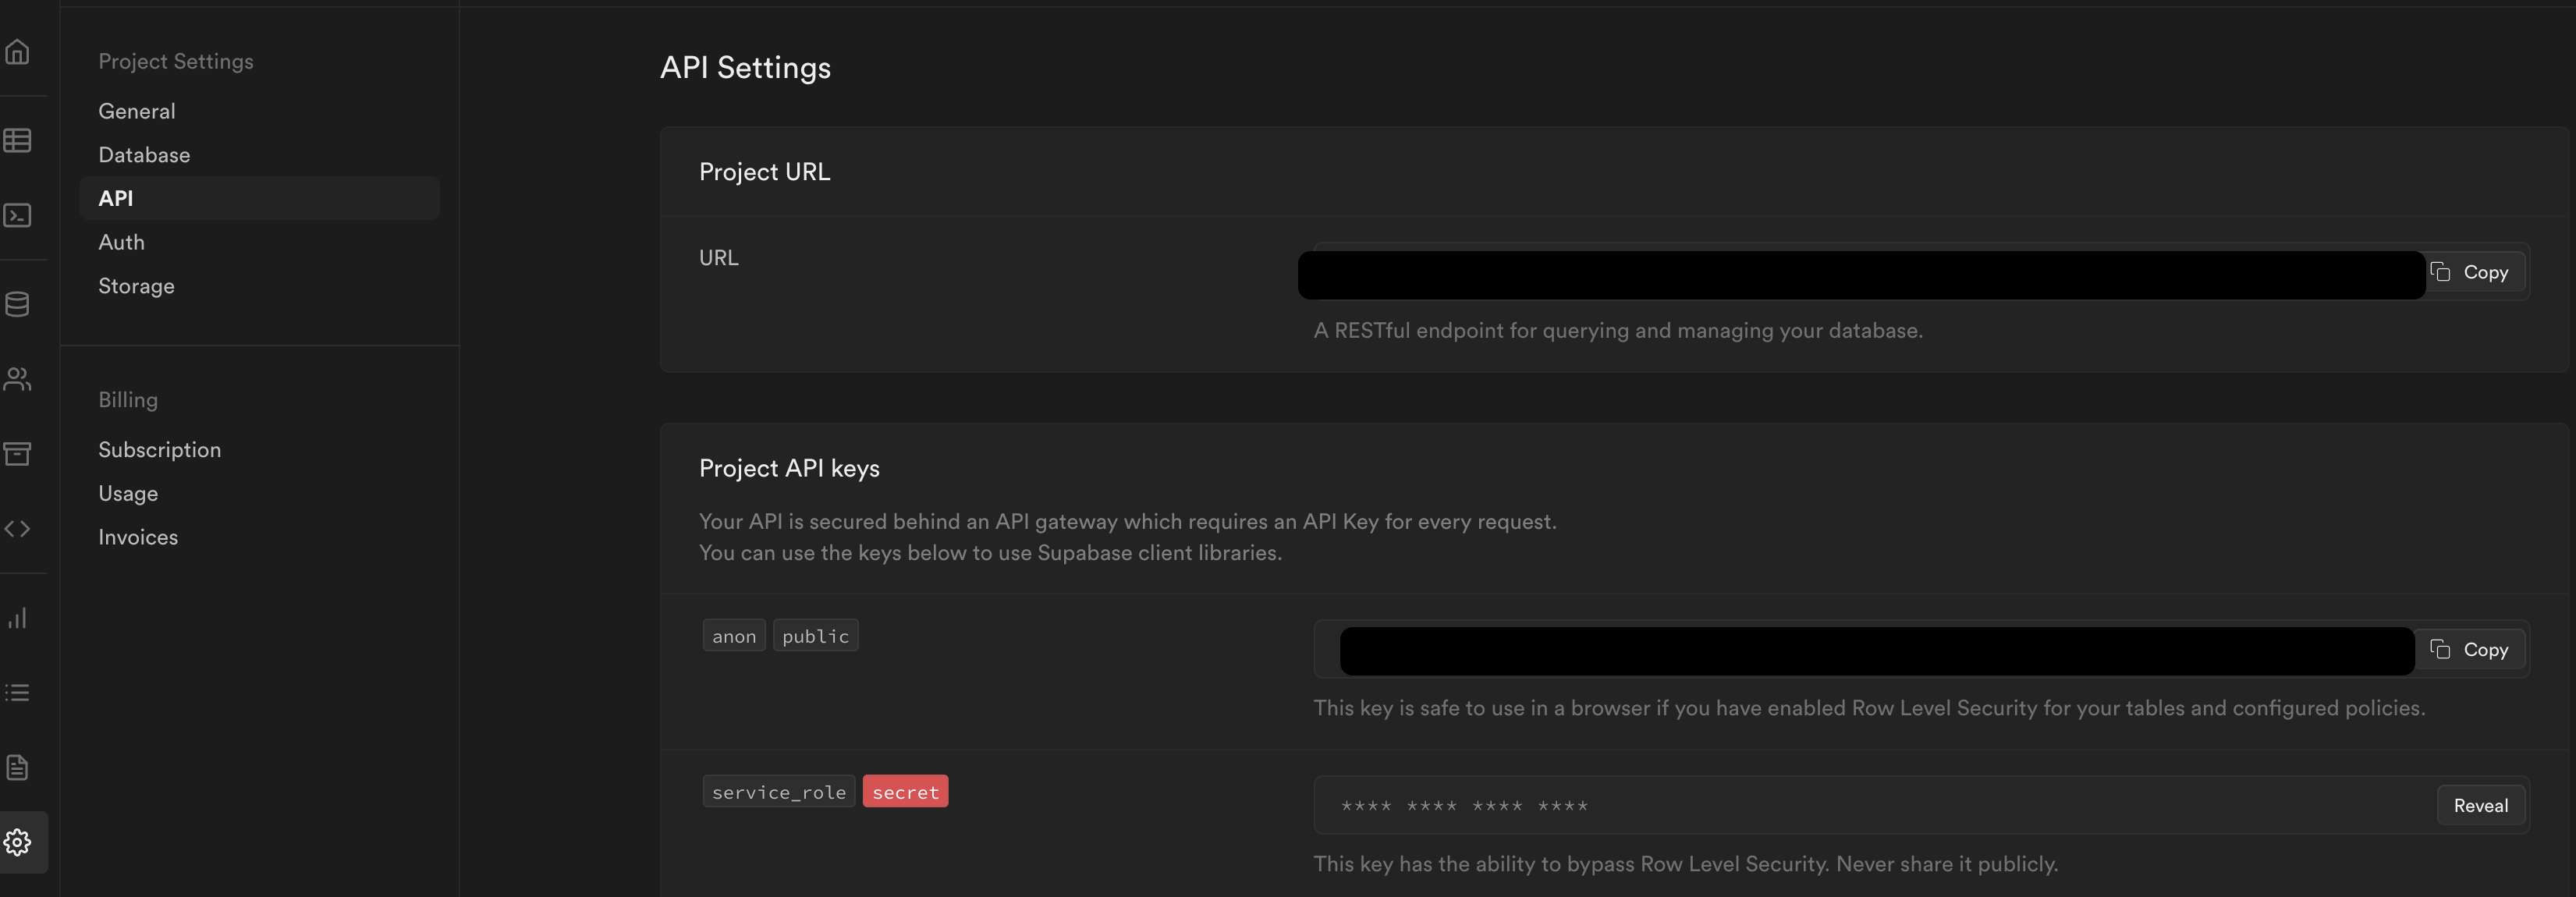 Project Settings
General
Database
API
Auth
Storage
Billing
Subscription
Usage
Invoices
API Settings
Project URL
URL
Copy
A RESTful endpoint for querying and managing your database.
Project API keys
Your API is secured behind an API gateway which requires an API Key for every request.
You can use the keys below to use Supabase client libraries.
anon public
Copy
This key is safe to use in a browser if you have enabled Row Level Security for your tables and configured policies.
service_role secret
**** **** **** ****
Reveal
This key has the ability to bypass Row Level Security. Never share it publicly.